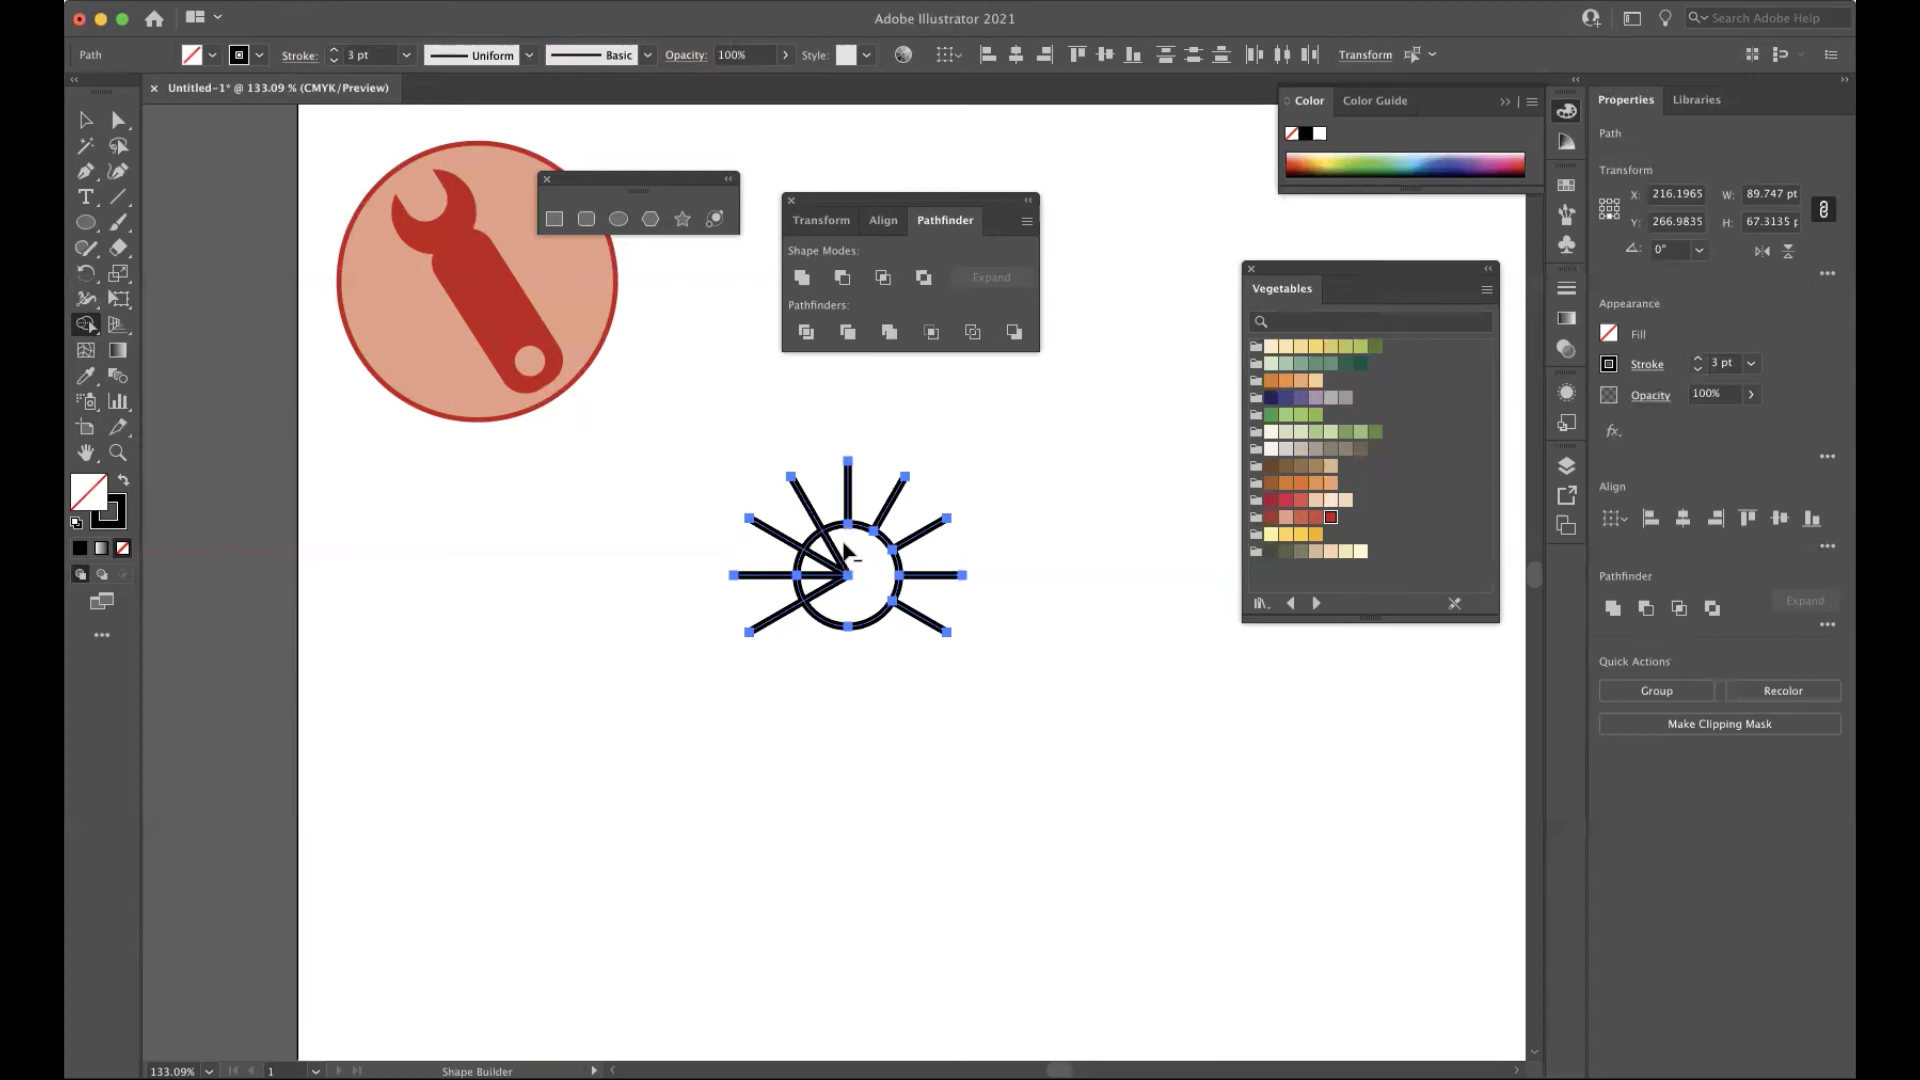 Adobe Illustrator 2021
Search Adobe Help
Path
Stroke:
3 pt
Uniform
Basic
Opacity:
100%
Style:
Transform
Untitled-1* @ 133.09 % (CMYK/Preview)
Color
Color Guide
Properties
Libraries
Path
Transform
X:
216.1965
W:
89.747 pt
Y:
266.9835
H:
67.3135 p
0°
Transform
Align
Pathfinder
Shape Modes:
Expand
Pathfinders:
Vegetables
Appearance
Fill
Stroke
3 pt
Opacity
100%
fx.
Align
Pathfinder
Expand
Quick Actions
Group
Recolor
Make Clipping Mask
133.09%
1
Shape Builder